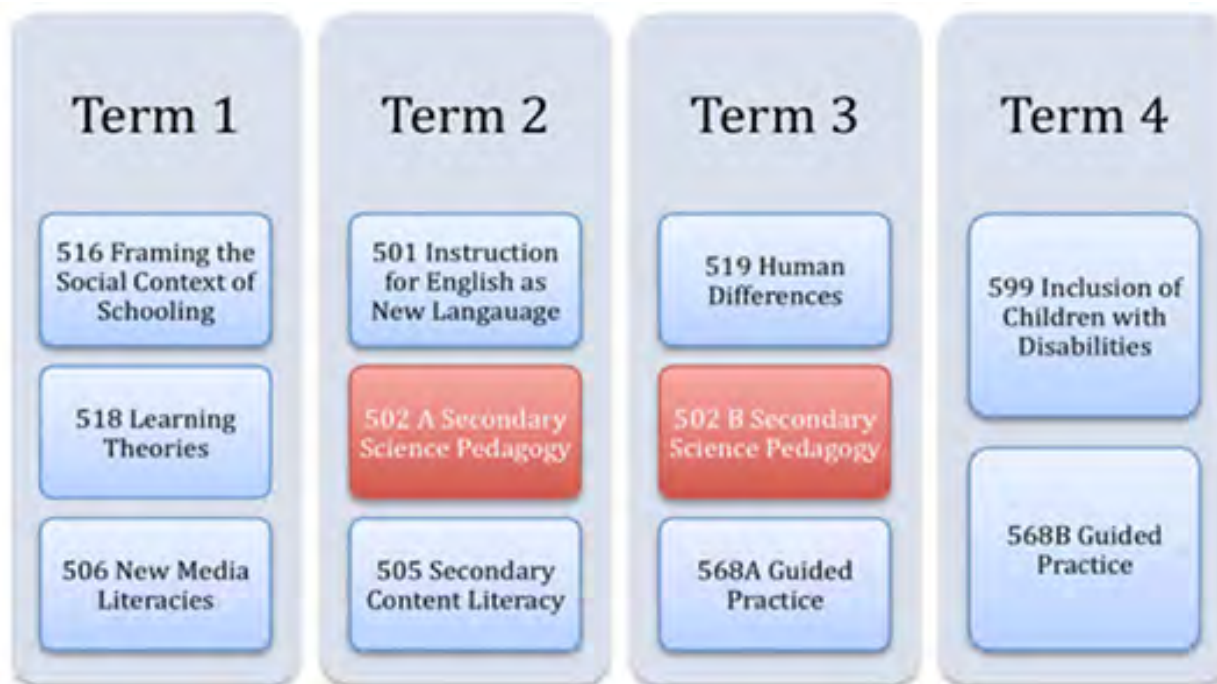 Term 1
516 Framing the
Social Context of
Schooling
518 Learning
Theories
506 New Media
Literacies
Term 2
501 Instruction
for English as
New Langauage
502 A Secondary
Science Pedagogy
505 Secondary
Content Literacy
Term 3
519 Human
Differences
502 B Secondary
Science Pedagogy
568A Guided
Practice
Term 4
599 Inclusion of
Children with
Disabilities
568B Guided
Practice